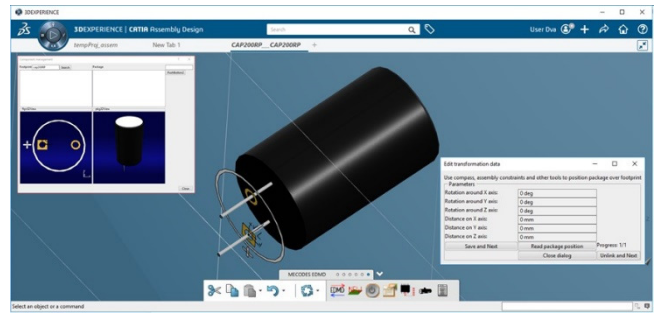 3DEXPERIENCE
3DEXPERIENCE | CATIA Assembly Design
Search
User Dva
tempProj_assem
New Tab 1
CAP200RP__CAP200RP
Package
Close
Edit transformation data
Use compass, assembly constraints and other tools to position package over footprint
Parameters
Rotation around X axis: 0 deg
Rotation around Y axis: 0 deg
Rotation around Z axis: 0 deg
Distance on X axis: 0 mm
Distance on Y axis: 0 mm
Distance on Z axis: 0 mm
Save and Next
Read package position
Progress: 1/1
Close dialog
Unlink and Next
MECODES EDMD
Select an object or a command